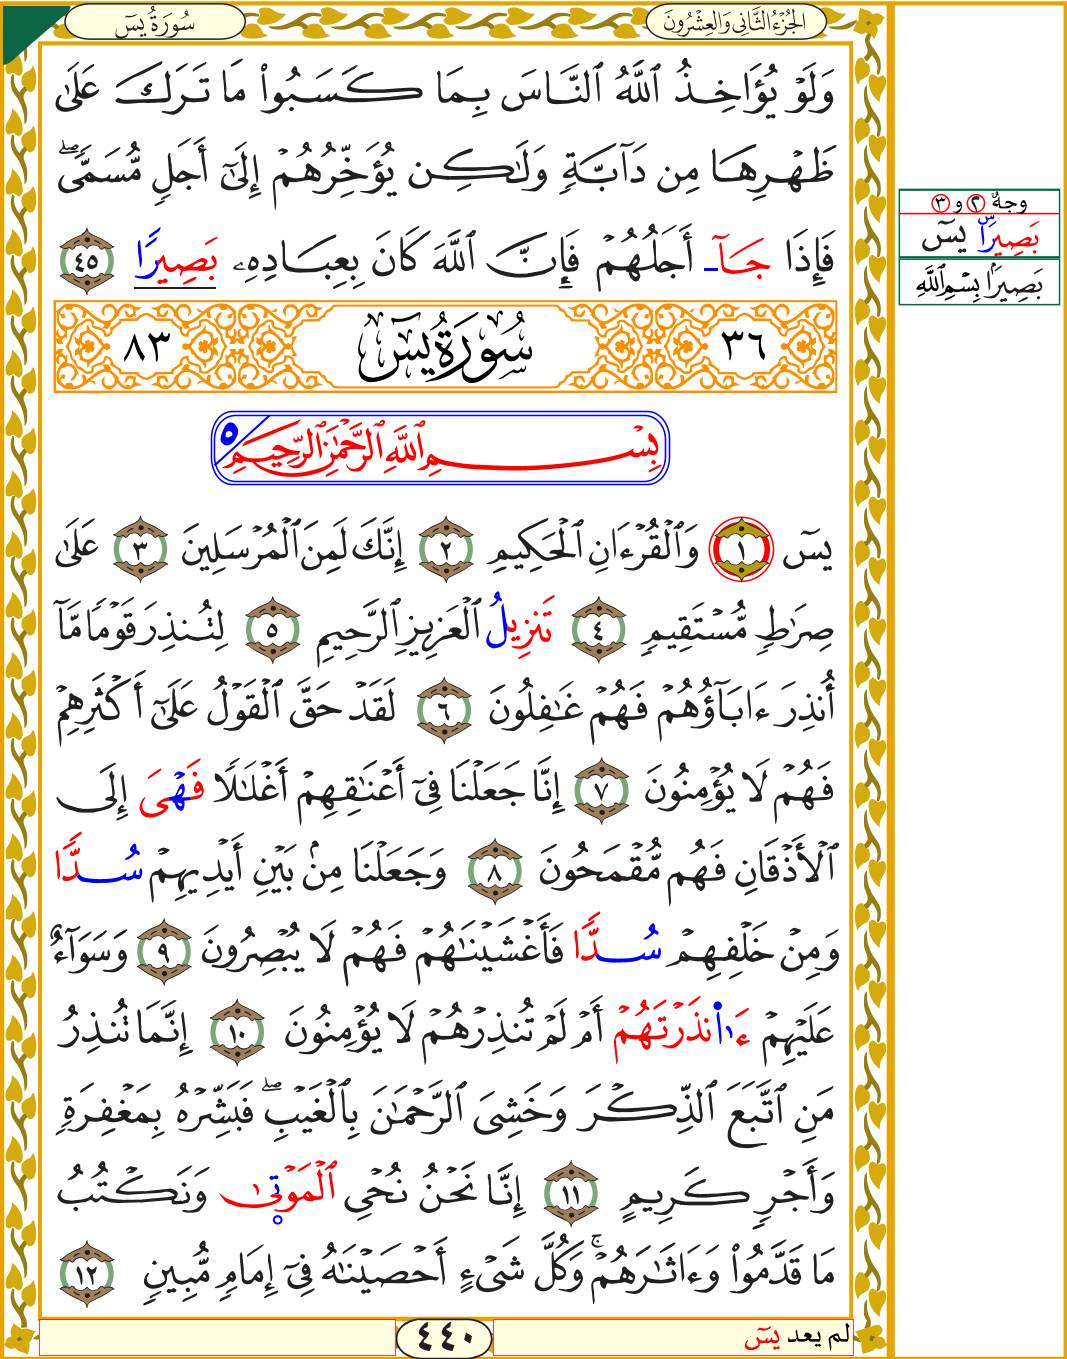 سُورَةُ يسٓ
الجُزْءُ الثَّانِي وَالعِشْرُونَ
وَلَوْ يُؤَاخِذُ ٱللَّهُ ٱلنَّاسَ بِمَا كَسَبُوا۟ مَا تَرَكَ عَلَىٰ
ظَهْرِهَا مِن دَآبَّةٍ وَلَٰكِن يُؤَخِّرُهُمْ إِلَىٰٓ أَجَلٍ مُّسَمًّىۖ
فَإِذَا جَآ أَجَلُهُمْ فَإِنَّ ٱللَّهَ كَانَ بِعِبَادِهِۦ بَصِيرًا ٤٥
وجهُ ٢ و ٣
بَصِيرًا يسٓ
بَصِيرًا بِسْمِ ٱللَّهِ
٣٦ سُورَةُ يسٓ ٨٣
بِسْمِ ٱللَّهِ ٱلرَّحْمَٰنِ ٱلرَّحِيمِ ٥
يسٓ ١ وَٱلْقُرْءَانِ ٱلْحَكِيمِ ٢ إِنَّكَ لَمِنَ ٱلْمُرْسَلِينَ ٣ عَلَىٰ
صِرَٰطٍ مُّسْتَقِيمٍ ٤ تَنزِيلُ ٱلْعَزِيزِ ٱلرَّحِيمِ ٥ لِتُنذِرَ قَوْمًا مَّآ
أُنذِرَ ءَابَآؤُهُمْ فَهُمْ غَٰفِلُونَ ٦ لَقَدْ حَقَّ ٱلْقَوْلُ عَلَىٰٓ أَكْثَرِهِمْ
فَهُمْ لَا يُؤْمِنُونَ ٧ إِنَّا جَعَلْنَا فِىٓ أَعْنَٰقِهِمْ أَغْلَٰلًا فَهْىَ إِلَى
ٱلْأَذْقَانِ فَهُم مُّقْمَحُونَ ٨ وَجَعَلْنَا مِنۢ بَيْنِ أَيْدِيهِمْ سُدًّا
وَمِنْ خَلْفِهِمْ سُدًّا فَأَغْشَيْنَٰهُمْ فَهُمْ لَا يُبْصِرُونَ ٩ وَسَوَآءٌ
عَلَيْهِمْ ءَا۬نذَرْتَهُمْ أَمْ لَمْ تُنذِرْهُمْ لَا يُؤْمِنُونَ ١٠ إِنَّمَا تُنذِرُ
مَنِ ٱتَّبَعَ ٱلذِّكْرَ وَخَشِىَ ٱلرَّحْمَٰنَ بِٱلْغَيْبِۖ فَبَشِّرْهُ بِمَغْفِرَةٍ
وَأَجْرٍ كَرِيمٍ ١١ إِنَّا نَحْنُ نُحْىِ ٱلْمَوْتَىٰ وَنَكْتُبُ
مَا قَدَّمُوا۟ وَءَاثَٰرَهُمْۚ وَكُلَّ شَىْءٍ أَحْصَيْنَٰهُ فِىٓ إِمَامٍ مُّبِينٍ ١٢
لم يعد يسٓ
٤٤٠